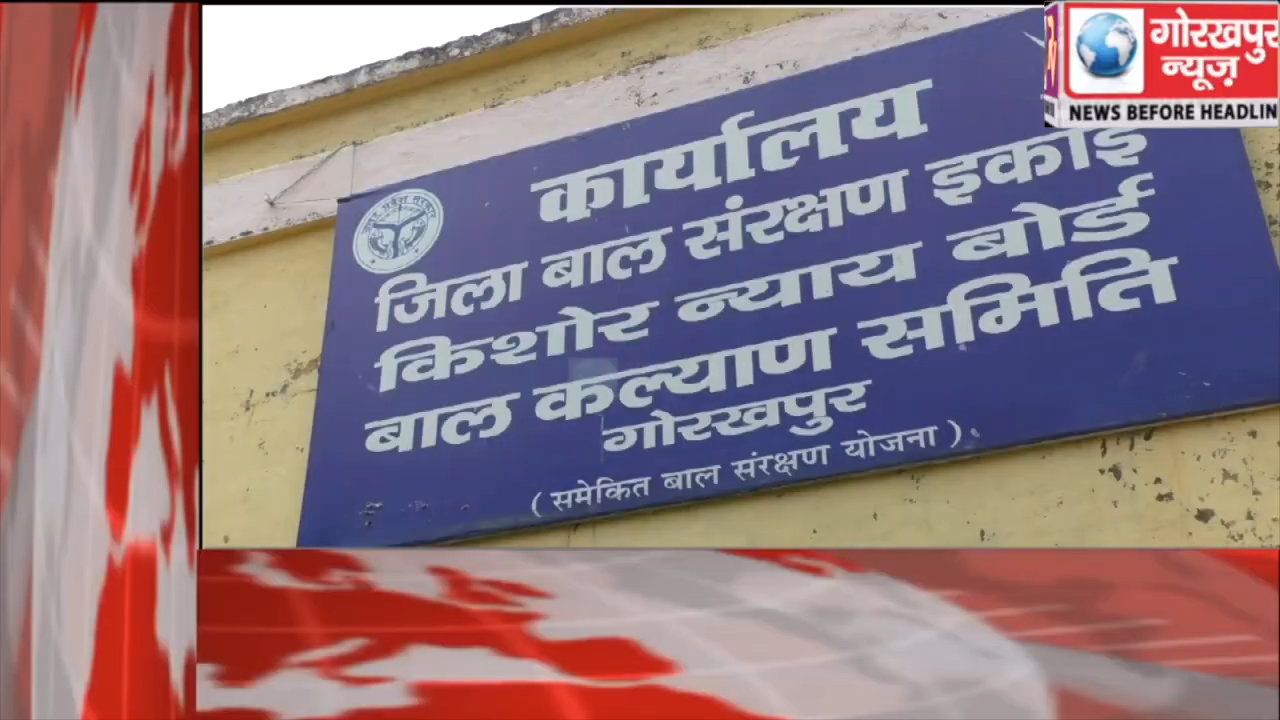 गोरखपुर
न्यूज़
NEWS BEFORE HEADLIN
कार्यालय
जिला बाल संरक्षण इकाई
किशोर न्याय बोर्ड
बाल कल्याण समिति
गोरखपुर
( समेकित बाल संरक्षण योजना )